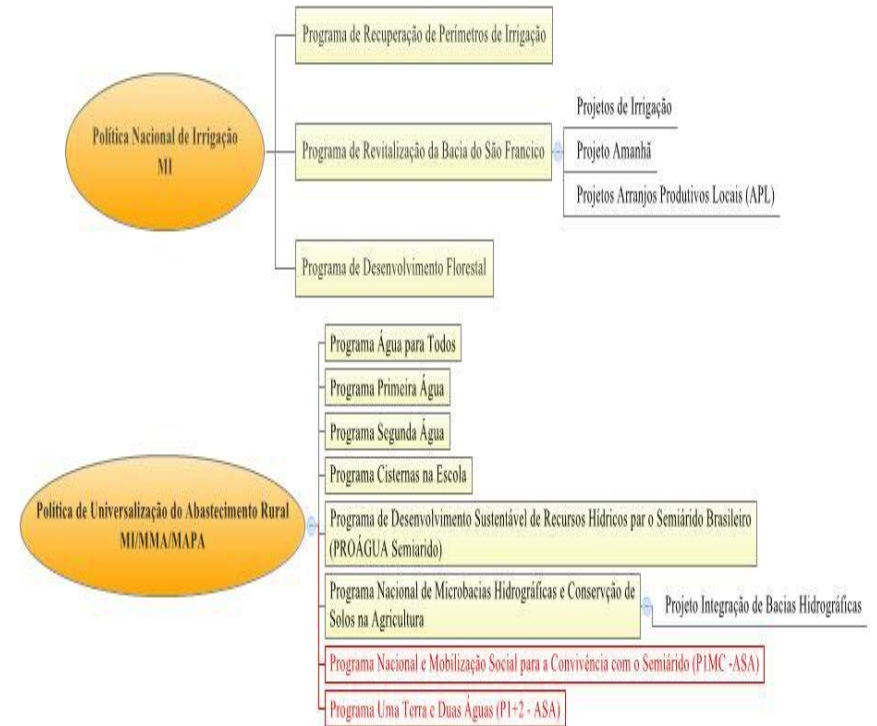 Política Nacional de Irrigação
MI
Programa de Recuperação de Perímetros de Irrigação
Programa de Revitalização da Bacia do São Francico
Projetos de Irrigação
Projeto Amanhã
Projetos Arranjos Produtivos Locais (APL)
Programa de Desenvolvimento Florestal
Política de Universialização do Abastecimento Rural
MI/MMA/MAPA
Programa Água para Todos
Programa Primeira Água
Programa Segunda Água
Programa Cisternas na Escola
Programa de Desenvolvimento Sustentável de Recursos Hídricos par o Semiárido Brasileiro
(PROÁGUA Semiarido)
Programa Nacional de Microbacias Hidrográficas e Conservção de
Solos na Agricultura
Projeto Integração de Bacias Hidrográficas
Programa Nacional e Mobilização Social para a Convivência com o Semiárido (P1MC -ASA)
Programa Uma Terra e Duas Águas (P1+2 - ASA)